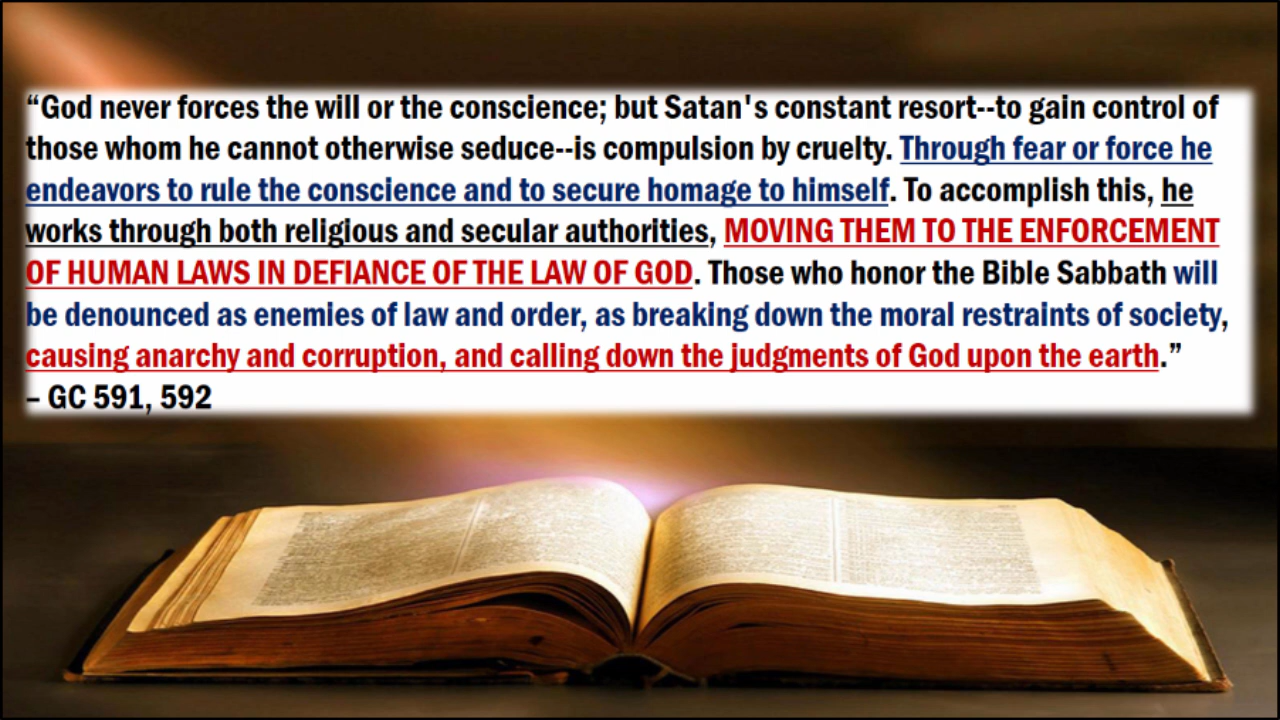 “God never forces the will or the conscience; but Satan's constant resort--to gain control of
those whom he cannot otherwise seduce--is compulsion by cruelty. Through fear or force he
endeavors to rule the conscience and to secure homage to himself. To accomplish this, he
works through both religious and secular authorities, MOVING THEM TO THE ENFORCEMENT
OF HUMAN LAWS IN DEFIANCE OF THE LAW OF GOD. Those who honor the Bible Sabbath will
be denounced as enemies of law and order, as breaking down the moral restraints of society,
causing anarchy and corruption, and calling down the judgments of God upon the earth.”
– GC 591, 592